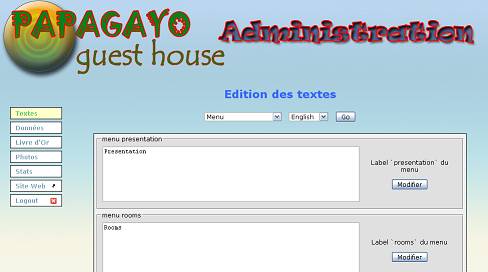 PAPAGAYO
guest house
Administration
Edition des textes
Menu English Go
Textes
Données
Livre d'Or
Photos
Stats
Site Web
Logout
menu presentation
Presentation
Label `presentation` du
menu
Modifier
menu rooms
Rooms
Label `rooms` du menu
Modifier